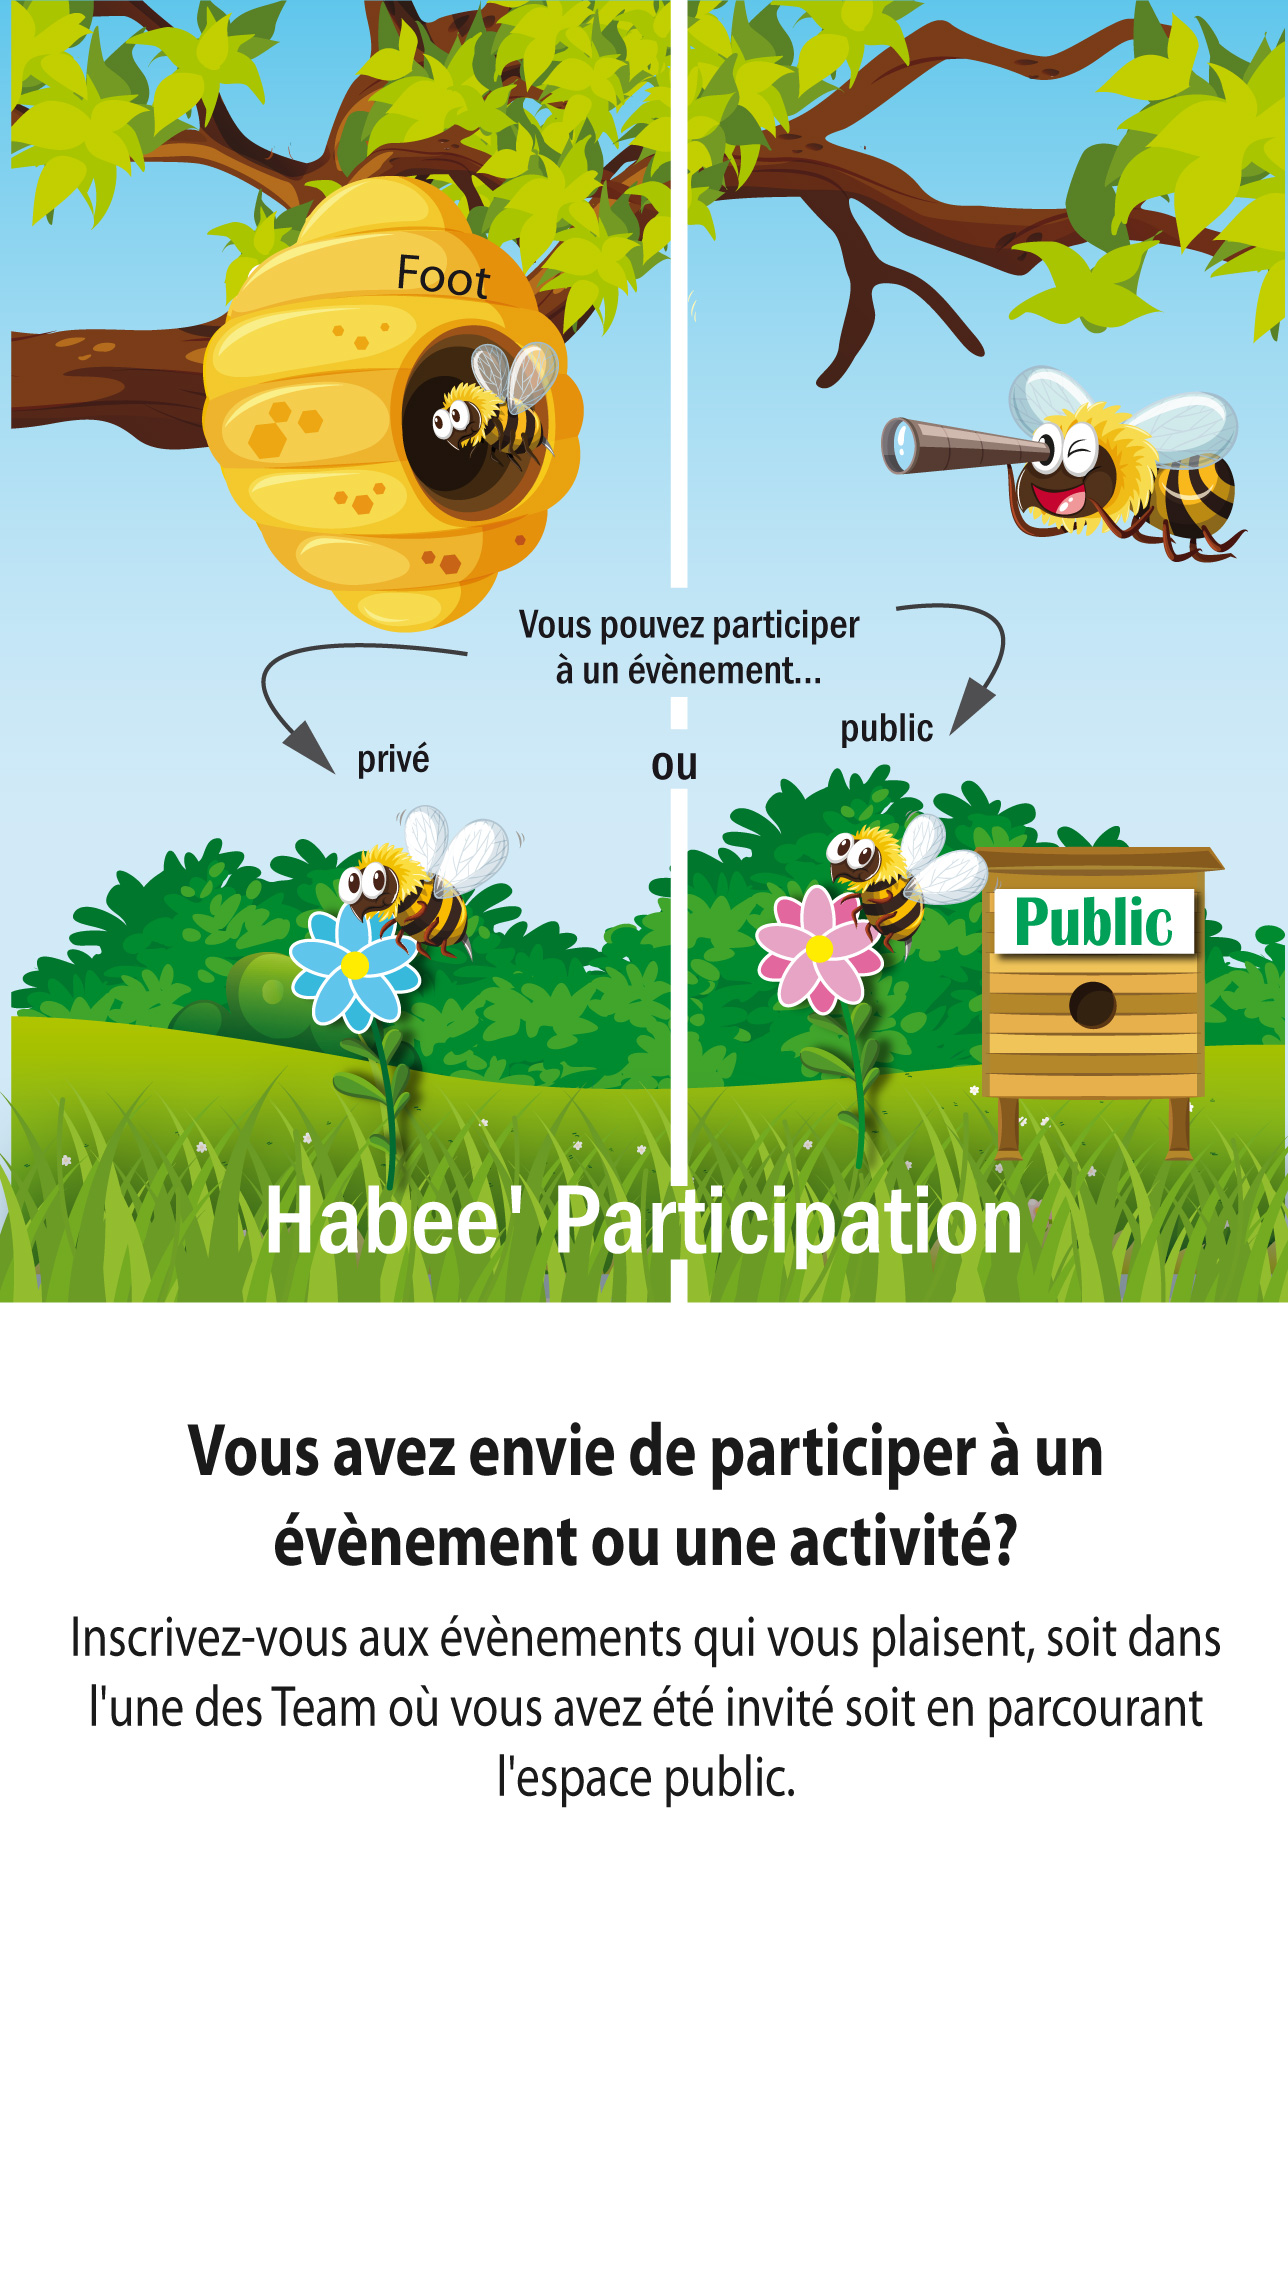 Foot
Vous pouvez participer
à un évènement...
privé
ou
public
Public
Habee' Participation
Vous avez envie de participer à un
évènement ou une activité?
Inscrivez-vous aux évènements qui vous plaisent, soit dans
l'une des Team où vous avez été invité soit en parcourant
l'espace public.